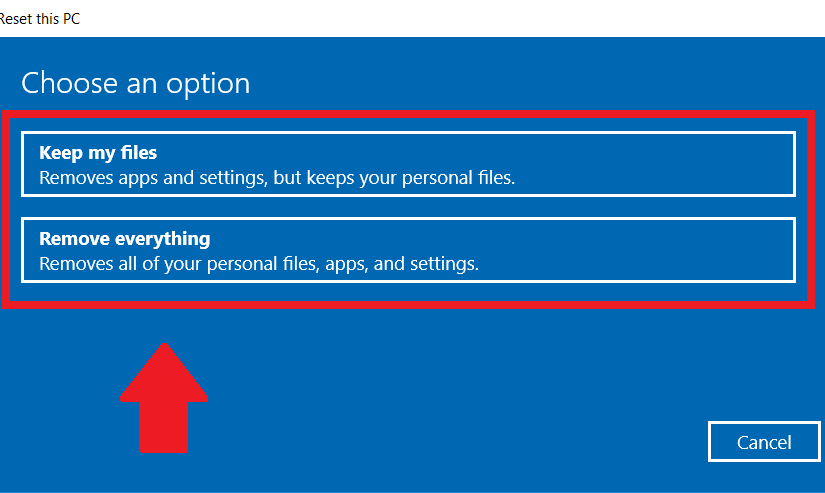 Reset this PC
Choose an option
Keep my files
Removes apps and settings, but keeps your personal files.
Remove everything
Removes all of your personal files, apps, and settings.
Cancel